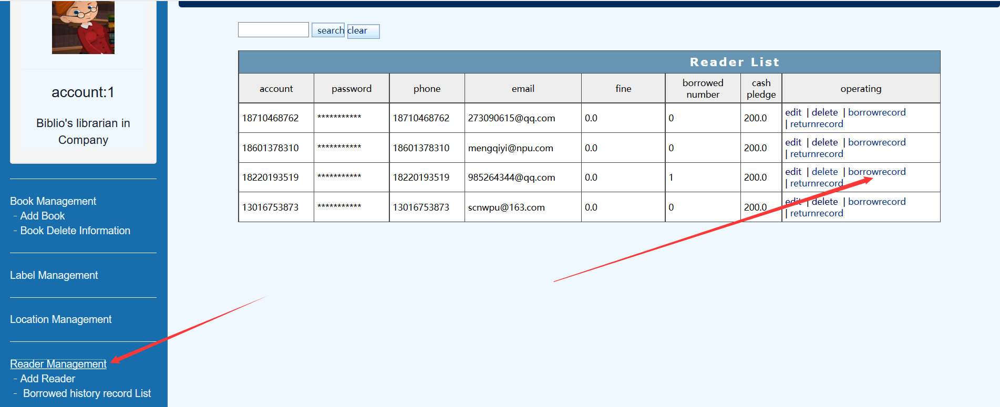 account:1
Biblio's librarian in
Company
Book Management
- Add Book
- Book Delete Information
Label Management
Location Management
Reader Management
- Add Reader
- Borrowed history record List
search clear
Reader List
account password phone email fine borrowed number cash pledge operating
18710468762 *********** 18710468762 273090615@qq.com 0.0 0 200.0 edit | delete | borrowrecord
| returnrecord
18601378310 *********** 18601378310 mengqiyi@npu.com 0.0 0 200.0 edit | delete | borrowrecord
| returnrecord
18220193519 *********** 18220193519 985264344@qq.com 0.0 1 200.0 edit | delete | borrowrecord
| returnrecord
13016753873 *********** 13016753873 scnwpu@163.com 0.0 0 200.0 edit | delete | borrowrecord
| returnrecord